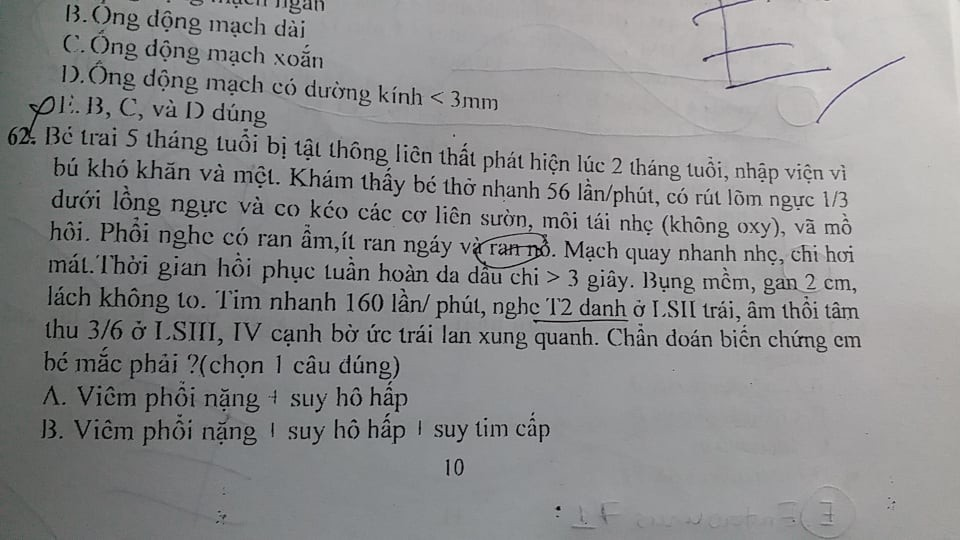 B. Ống động mạch dài
C. Ống động mạch xoắn
D. Ống động mạch có đường kính < 3mm
E. B, C, và D đúng
62. Bé trai 5 tháng tuổi bị tật thông liên thất phát hiện lúc 2 tháng tuổi, nhập viện vì
bú khó khăn và mệt. Khám thấy bé thở nhanh 56 lần/phút, có rút lõm ngực 1/3
dưới lồng ngực và co kéo các cơ liên sườn, môi tái nhẹ (không oxy), vã mồ
hôi. Phổi nghe có ran ẩm,ít ran ngáy và ran nổ. Mạch quay nhanh nhẹ, chi hơi
mát.Thời gian hồi phục tuần hoàn da đầu chi > 3 giây. Bụng mềm, gan 2 cm,
lách không to. Tim nhanh 160 lần/ phút, nghe T2 đanh ở LSII trái, âm thổi tâm
thu 3/6 ở LSIII, IV cạnh bờ ức trái lan xung quanh. Chẩn đoán biến chứng em
bé mắc phải ?(chọn 1 câu đúng)
A. Viêm phổi nặng + suy hô hấp
B. Viêm phổi nặng + suy hô hấp + suy tim cấp
10